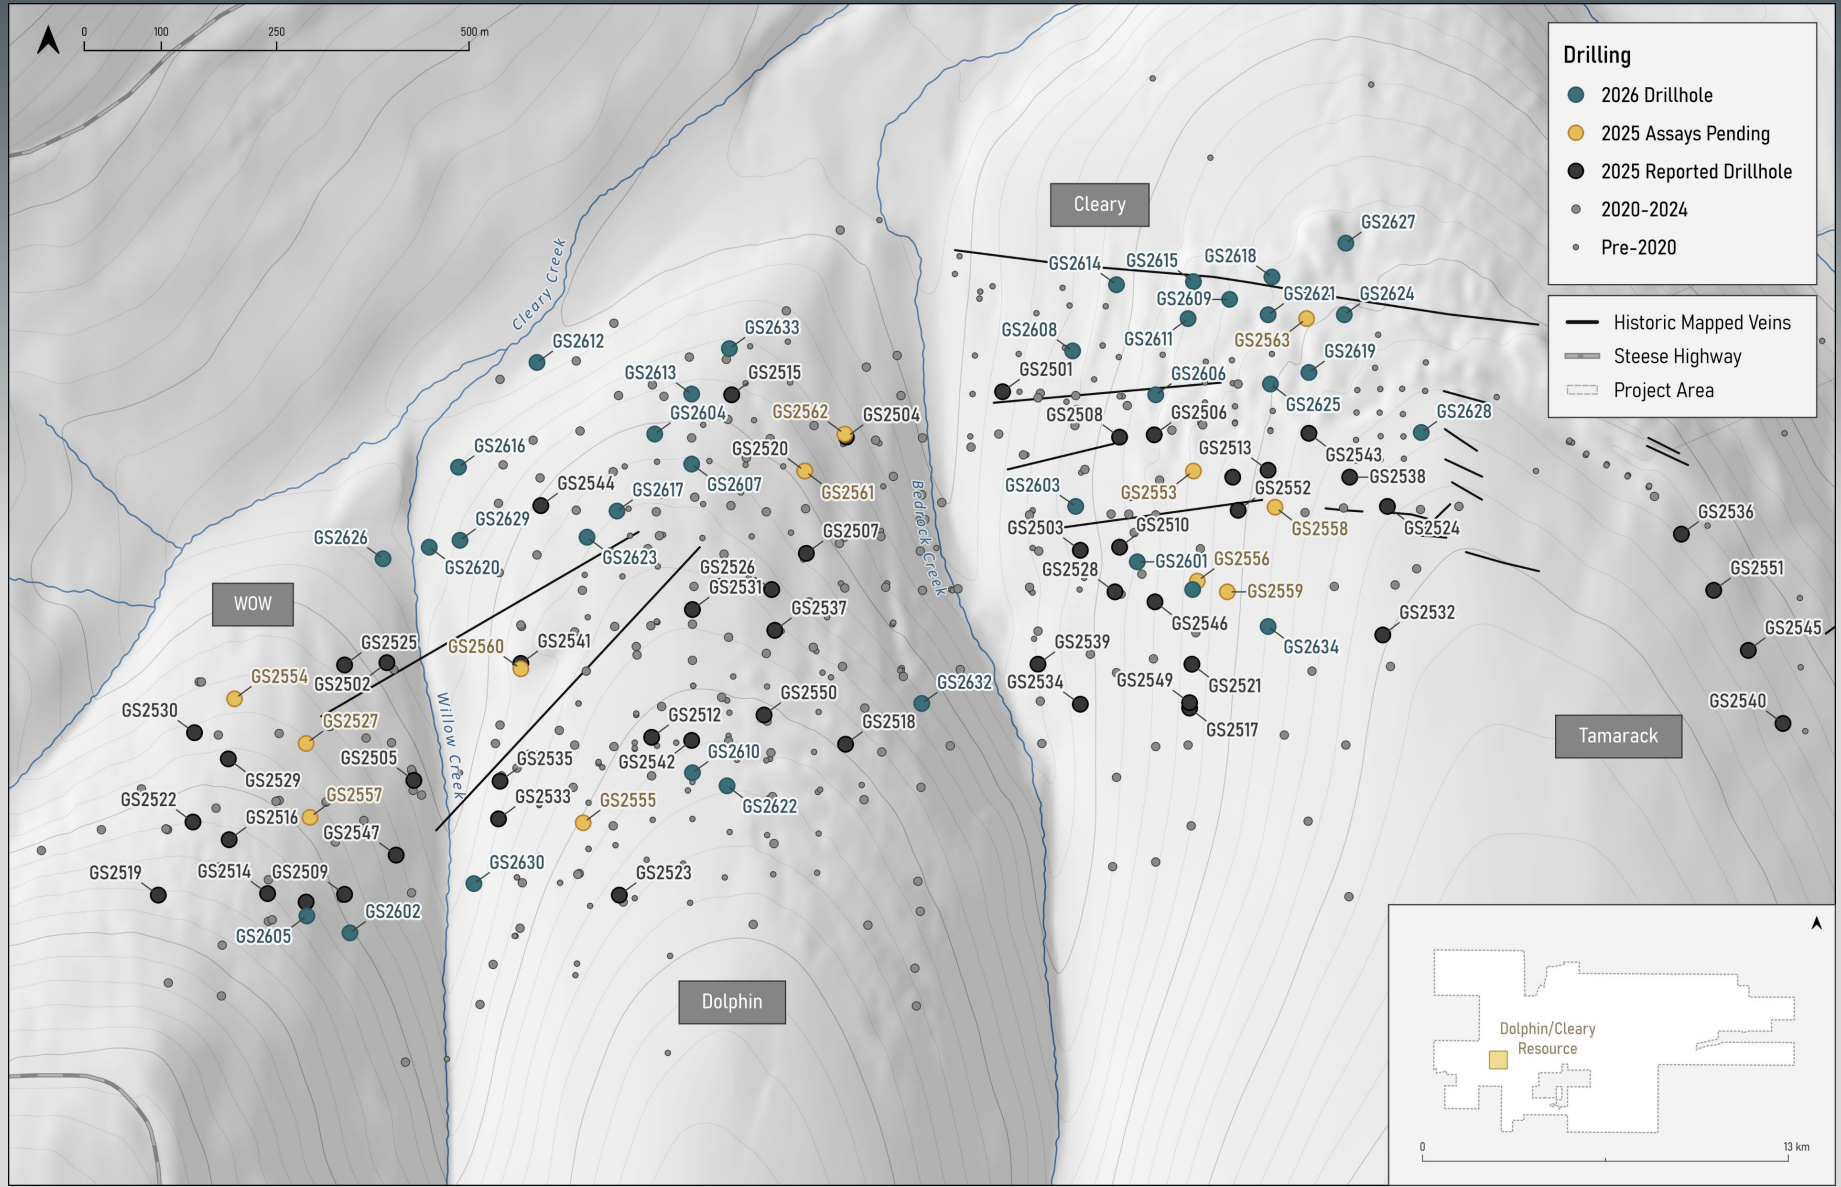 0 100 250 500 m
Drilling
2026 Drillhole
2025 Assays Pending
2025 Reported Drillhole
2020-2024
Pre-2020
Historic Mapped Veins
Steese Highway
Project Area
Cleary
GS2627
GS2614
GS2615
GS2618
GS2609
GS2621
GS2624
GS2611
GS2563
GS2608
GS2619
GS2501
GS2606
GS2625
GS2508
GS2506
GS2628
GS2513
GS2543
GS2538
GS2603
GS2553
GS2552
GS2503
GS2510
GS2558
GS2524
GS2528
GS2601
GS2556
GS2559
GS2546
GS2532
GS2634
GS2539
GS2534
GS2549
GS2521
GS2517
GS2536
GS2551
GS2545
GS2540
Tamarack
Cleary Creek
GS2612
GS2633
GS2613
GS2515
GS2604
GS2562
GS2504
GS2520
GS2616
GS2561
GS2607
GS2544
GS2617
GS2629
GS2507
Bedrock Creek
GS2626
GS2620
GS2623
GS2526
GS2531
GS2537
WOW
GS2525
GS2560
GS2541
GS2554
GS2502
GS2632
GS2530
GS2527
Willow Creek
GS2550
GS2512
GS2518
GS2505
GS2535
GS2542
GS2610
GS2529
GS2557
GS2533
GS2555
GS2622
GS2522
GS2516
GS2547
GS2519
GS2514
GS2509
GS2630
GS2523
GS2605
GS2602
Dolphin
Dolphin/Cleary
Resource
0 13 km